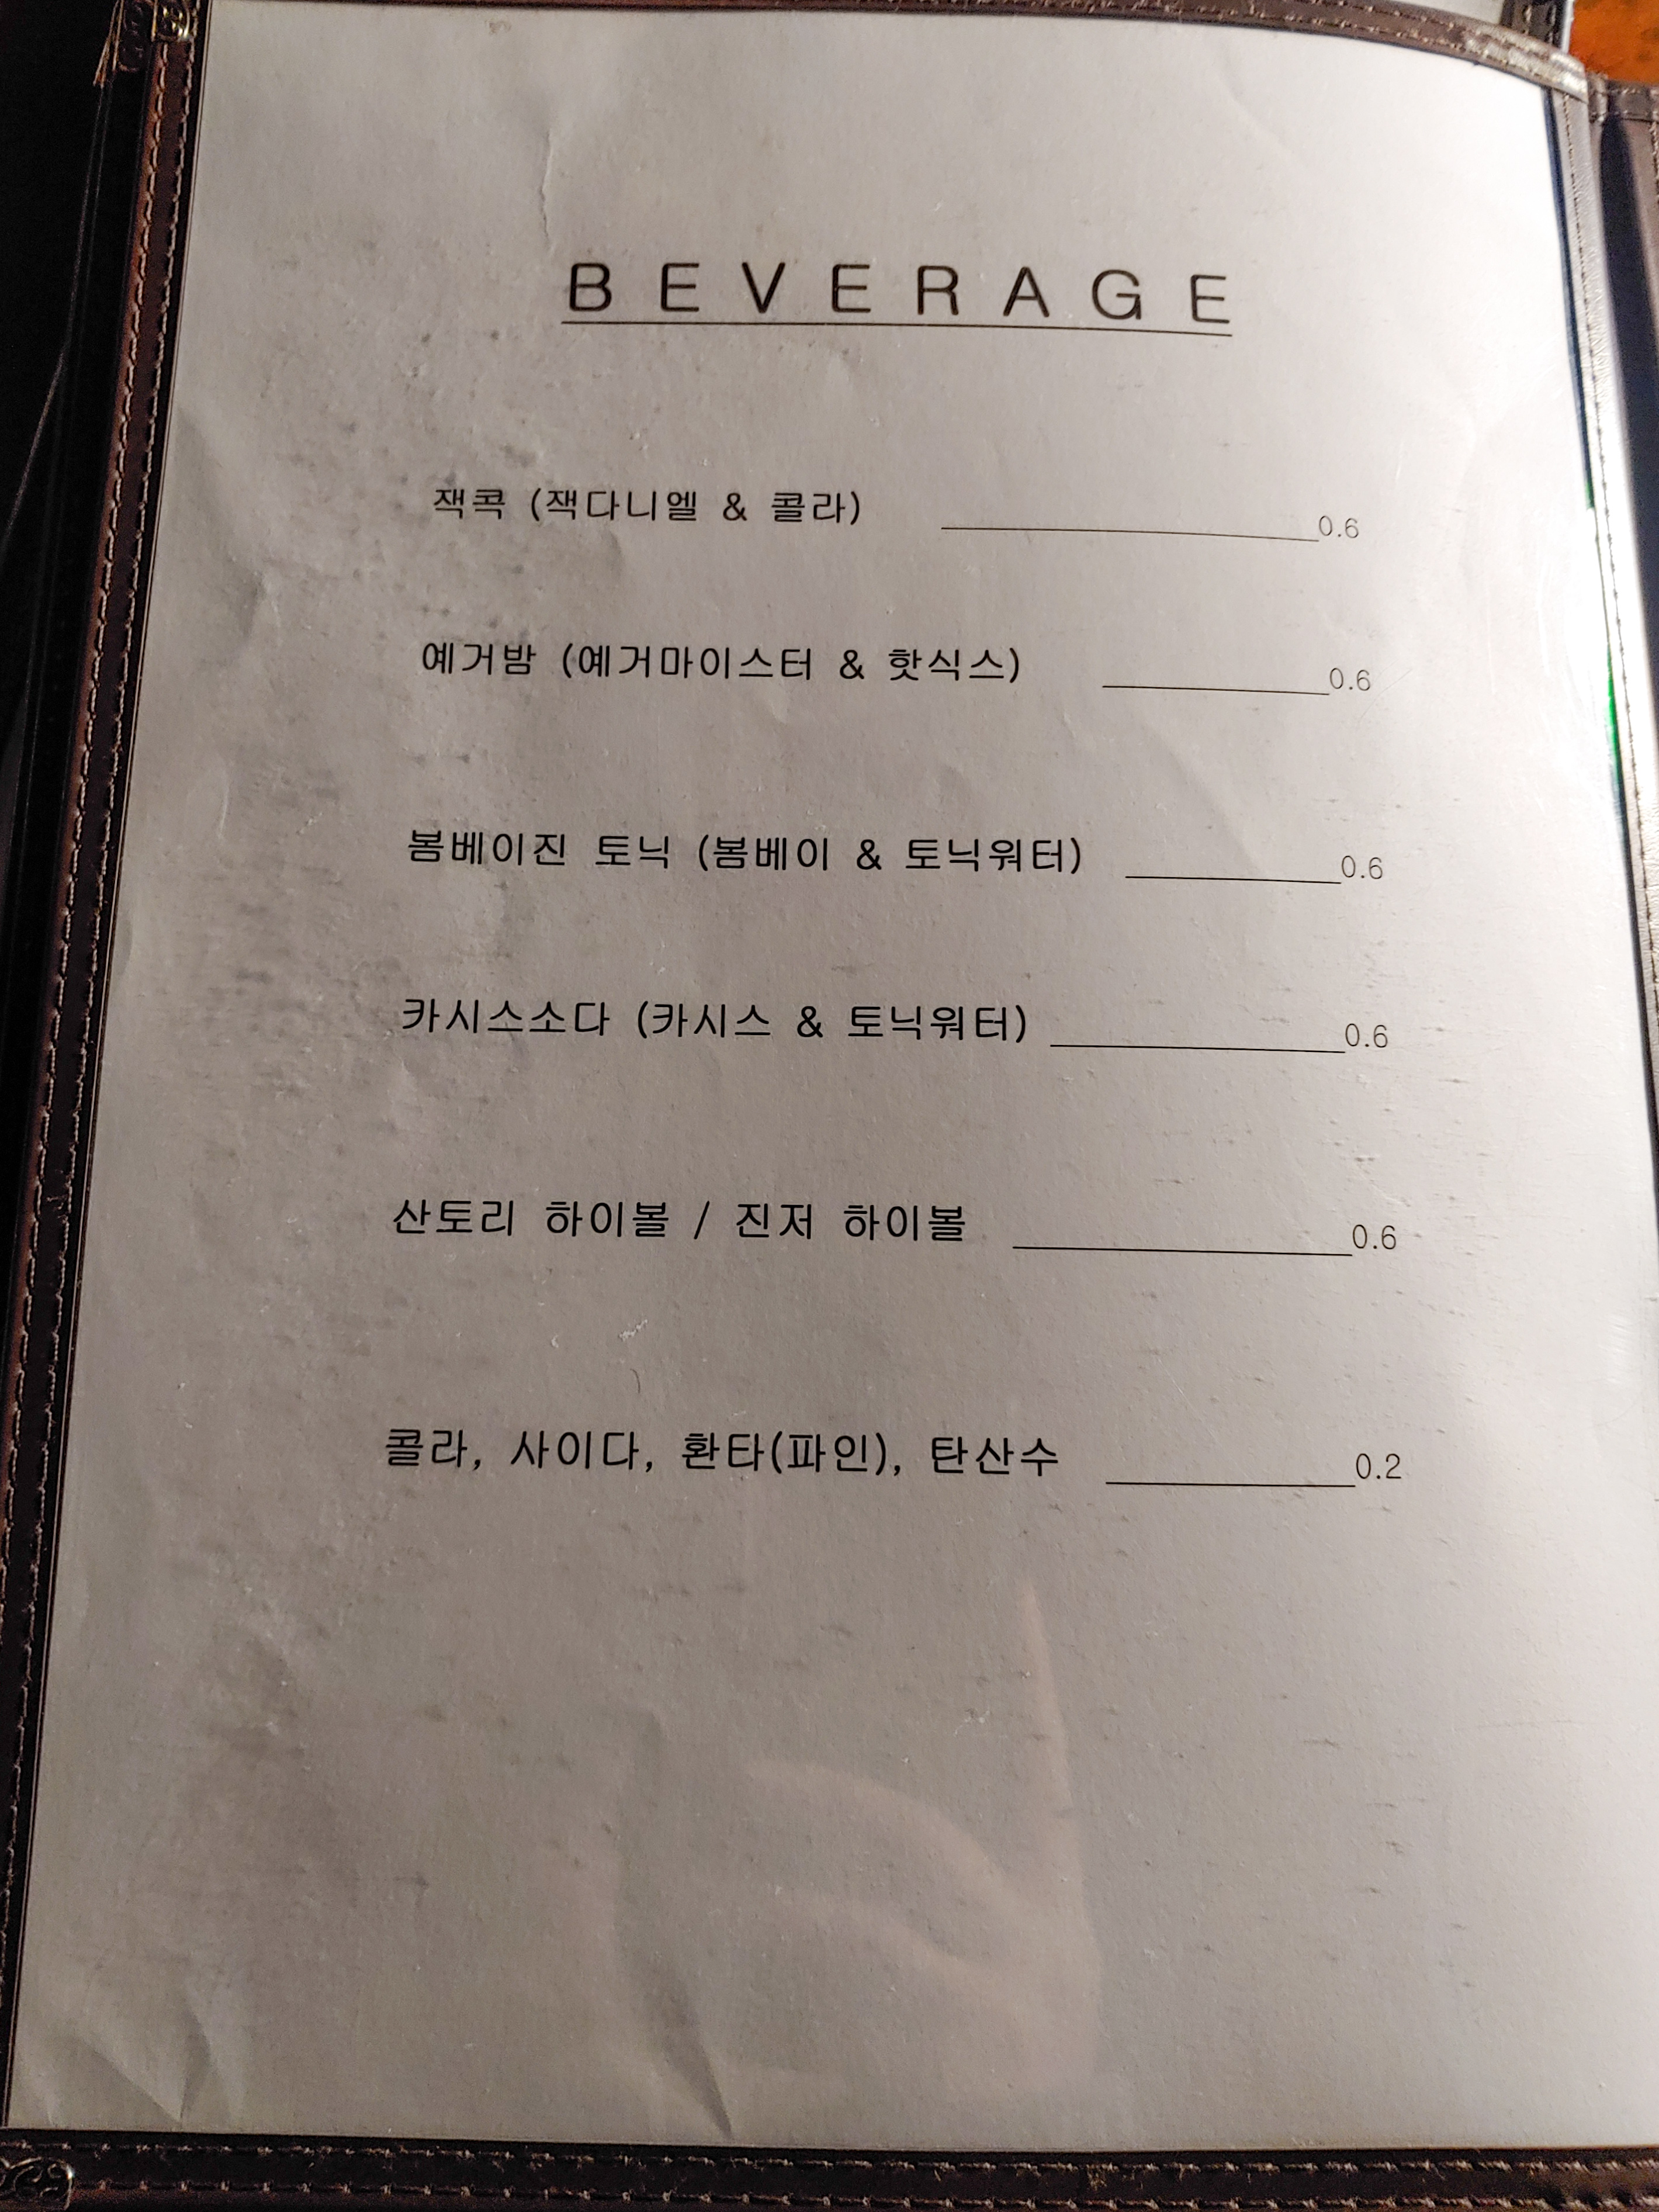 BEVERAGE
잭콕 (잭다니엘 & 콜라) 0.6
예거밤 (예거마이스터 & 핫식스) 0.6
봄베이진 토닉 (봄베이 & 토닉워터) 0.6
카시스소다 (카시스 & 토닉워터) 0.6
산토리 하이볼 / 진저 하이볼 0.6
콜라, 사이다, 환타(파인), 탄산수 0.2